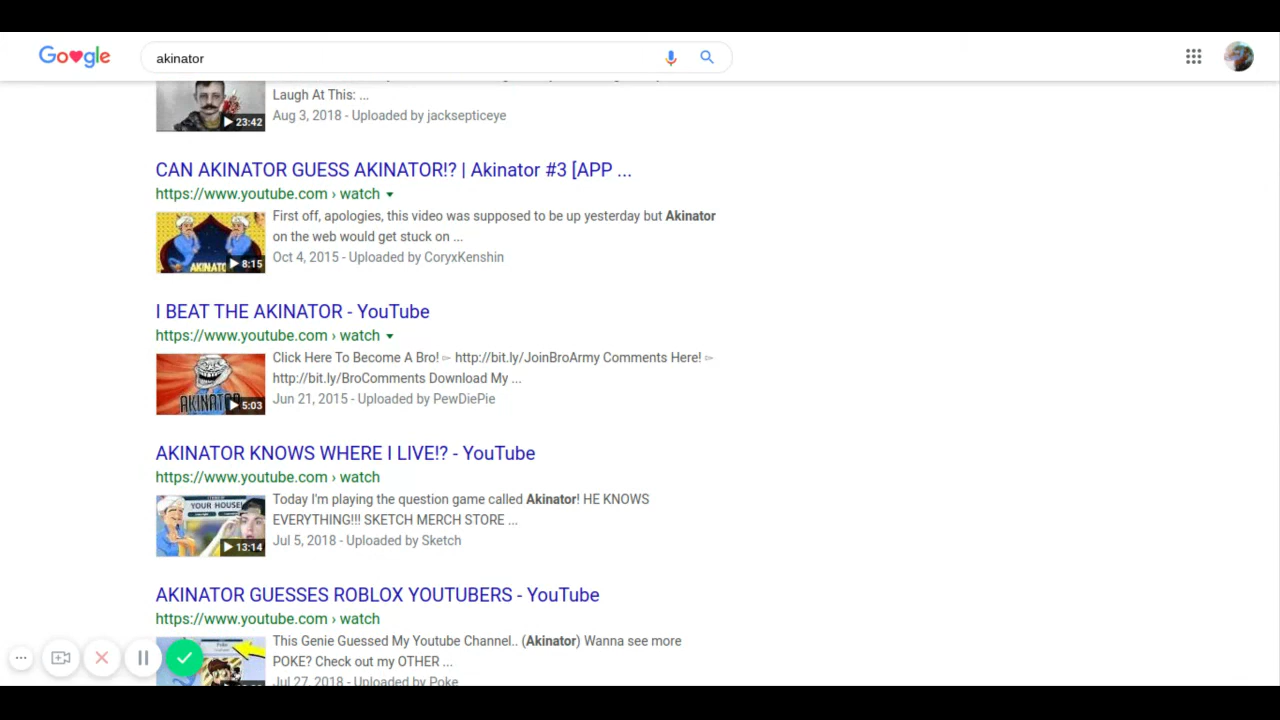 Google
akinator
Laugh At This: ...
23:42
Aug 3, 2018 - Uploaded by jacksepticeye
CAN AKINATOR GUESS AKINATOR!? | Akinator #3 [APP ...
https://www.youtube.com › watch
First off, apologies, this video was supposed to be up yesterday but Akinator
on the web would get stuck on ...
AKINATO
8:15
Oct 4, 2015 - Uploaded by CoryxKenshin
I BEAT THE AKINATOR - YouTube
https://www.youtube.com › watch
Click Here To Become A Bro! ▻ http://bit.ly/JoinBroArmy Comments Here! ▻
http://bit.ly/BroComments Download My ...
AKINAT
5:03
Jun 21, 2015 - Uploaded by PewDiePie
AKINATOR KNOWS WHERE I LIVE!? - YouTube
https://www.youtube.com › watch
Today I'm playing the question game called Akinator! HE KNOWS
YOUR HOUSE!
EVERYTHING!!! SKETCH MERCH STORE ...
13:14
Jul 5, 2018 - Uploaded by Sketch
AKINATOR GUESSES ROBLOX YOUTUBERS - YouTube
https://www.youtube.com › watch
This Genie Guessed My Youtube Channel.. (Akinator) Wanna see more
Poke
POKE? Check out my OTHER ...
Jul 27, 2018 - Uploaded by Poke